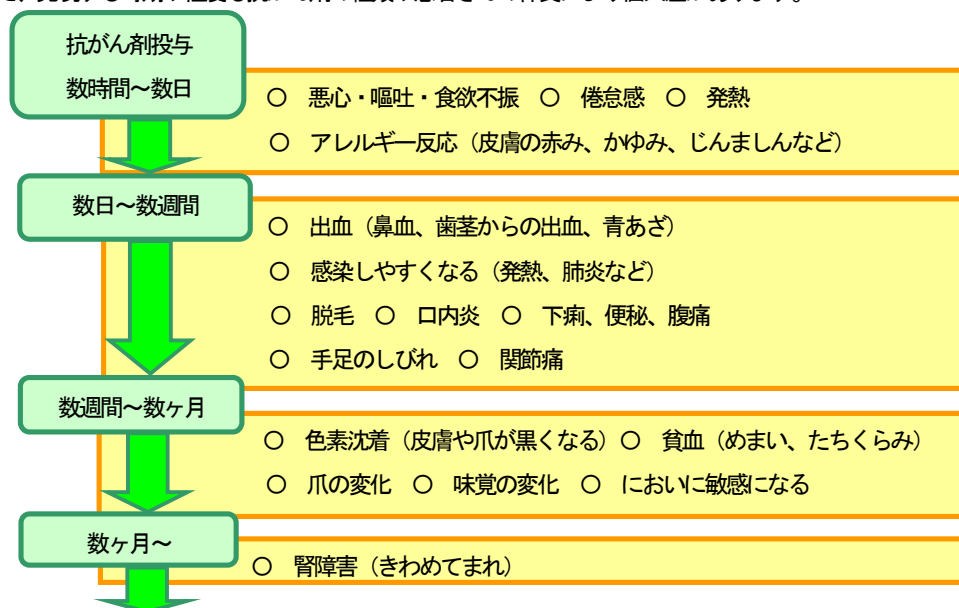 抗がん剤投与
数時間～数日
○ 悪心・嘔吐・食欲不振 ○ 倦怠感 ○ 発熱
○ アレルギー反応（皮膚の赤み、かゆみ、じんましんなど）
数日～数週間
○ 出血（鼻血、歯茎からの出血、青あざ）
○ 感染しやすくなる（発熱、肺炎など）
○ 脱毛 ○ 口内炎 ○ 下痢、便秘、腹痛
○ 手足のしびれ ○ 関節痛
数週間～数ヶ月
○ 色素沈着（皮膚や爪が黒くなる）○ 貧血（めまい、たちくらみ）
○ 爪の変化 ○ 味覚の変化 ○ においに敏感になる
数ヶ月～
○ 腎障害（きわめてまれ）